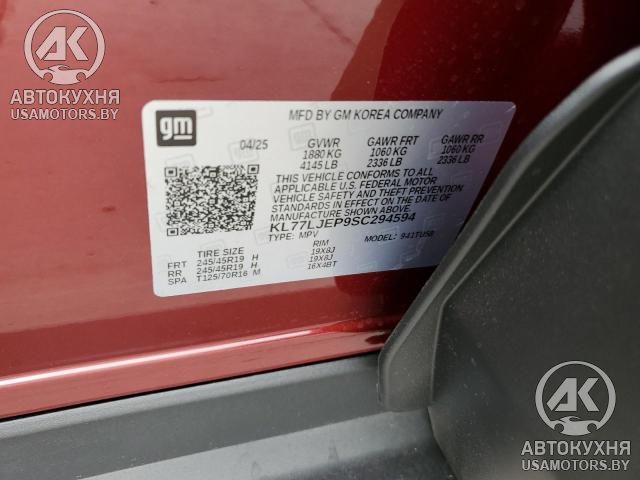 AK
АВТОКУХНЯ
USAMOTORS.BY
gm
MFD BY GM KOREA COMPANY
04/25 GVWR GAWR FRT GAWR RR
1880 KG 1060 KG 1060 KG
4145 LB 2336 LB 2336 LB
THIS VEHICLE CONFORMS TO ALL
APPLICABLE U.S. FEDERAL MOTOR
VEHICLE SAFETY AND THEFT PREVENTION
STANDARDS IN EFFECT ON THE DATE
OF MANUFACTURE SHOWN ABOVE.
KL77LJEP9SC294594
TYPE: MPV MODEL: 941TUS8
TIRE SIZE RIM
FRT 245/45R19 H 19X8J
RR 245/45R19 H 19X8J
SPA T125/70R16 M 16X4BT
AK
АВТОКУХНЯ
USAMOTORS.BY